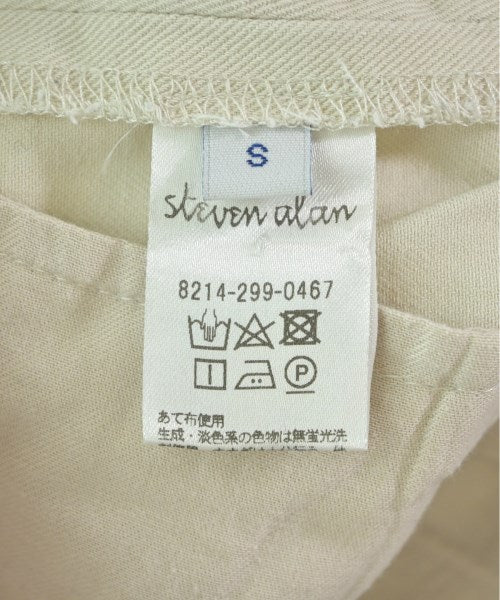 S
steven alan
8214-299-0467
P
あて布使用
生成・淡色系の色物は無蛍光洗